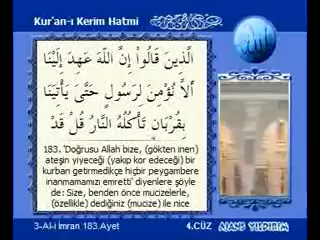 Kur'an-ı Kerim Hatmi
الَّذِينَ قَالُوا إِنَّ اللَّهَ عَهِدَ إِلَيْنَا
أَلَّا نُؤْمِنَ لِرَسُولٍ حَتَّىٰ يَأْتِيَنَا
بِقُرْبَانٍ تَأْكُلُهُ النَّارُ قُلْ قَدْ
183. 'Doğrusu Allah bize, (gökten inen)
ateşin yiyeceği (yakıp kor edeceği) bir
kurban getirmedikçe hiçbir peygambere
inanmamamızı emretti' diyenlere şöyle
de: Size, benden önce mucizelerle,
(özellikle) dediğiniz (mucize) ile nice
3-Al-i İmran 183.Ayet
4.CÜZ
AJANS YILDIRIM